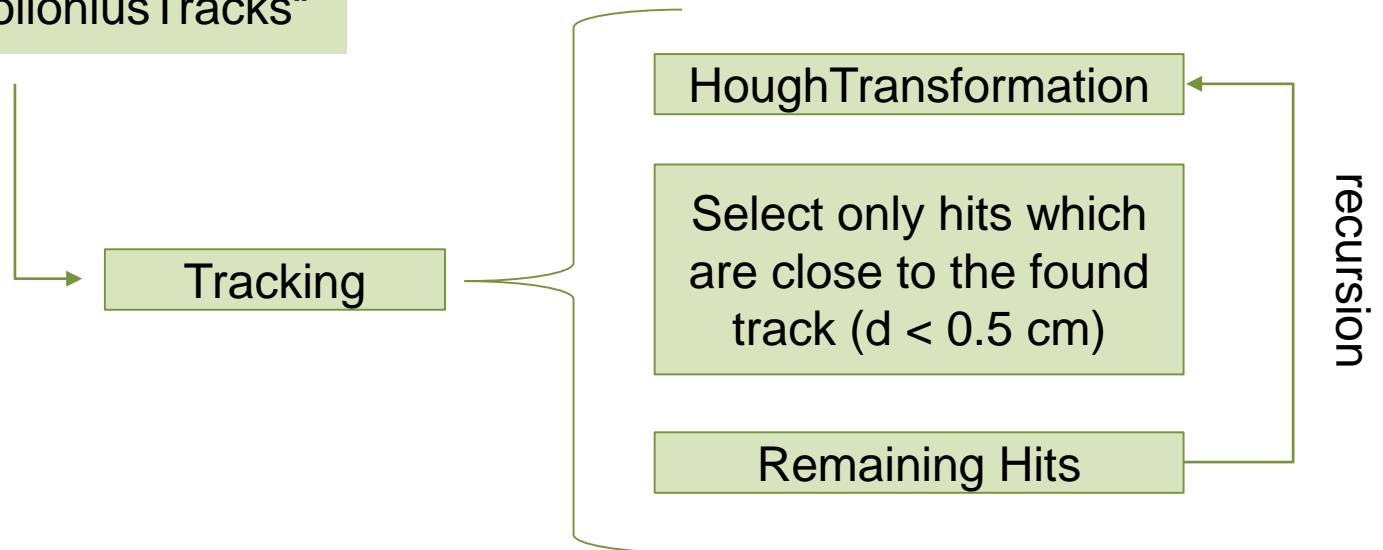 HoughTransformation
Select only hits which
are close to the found
track (d < 0.5 cm)
Tracking
Remaining Hits
recursion